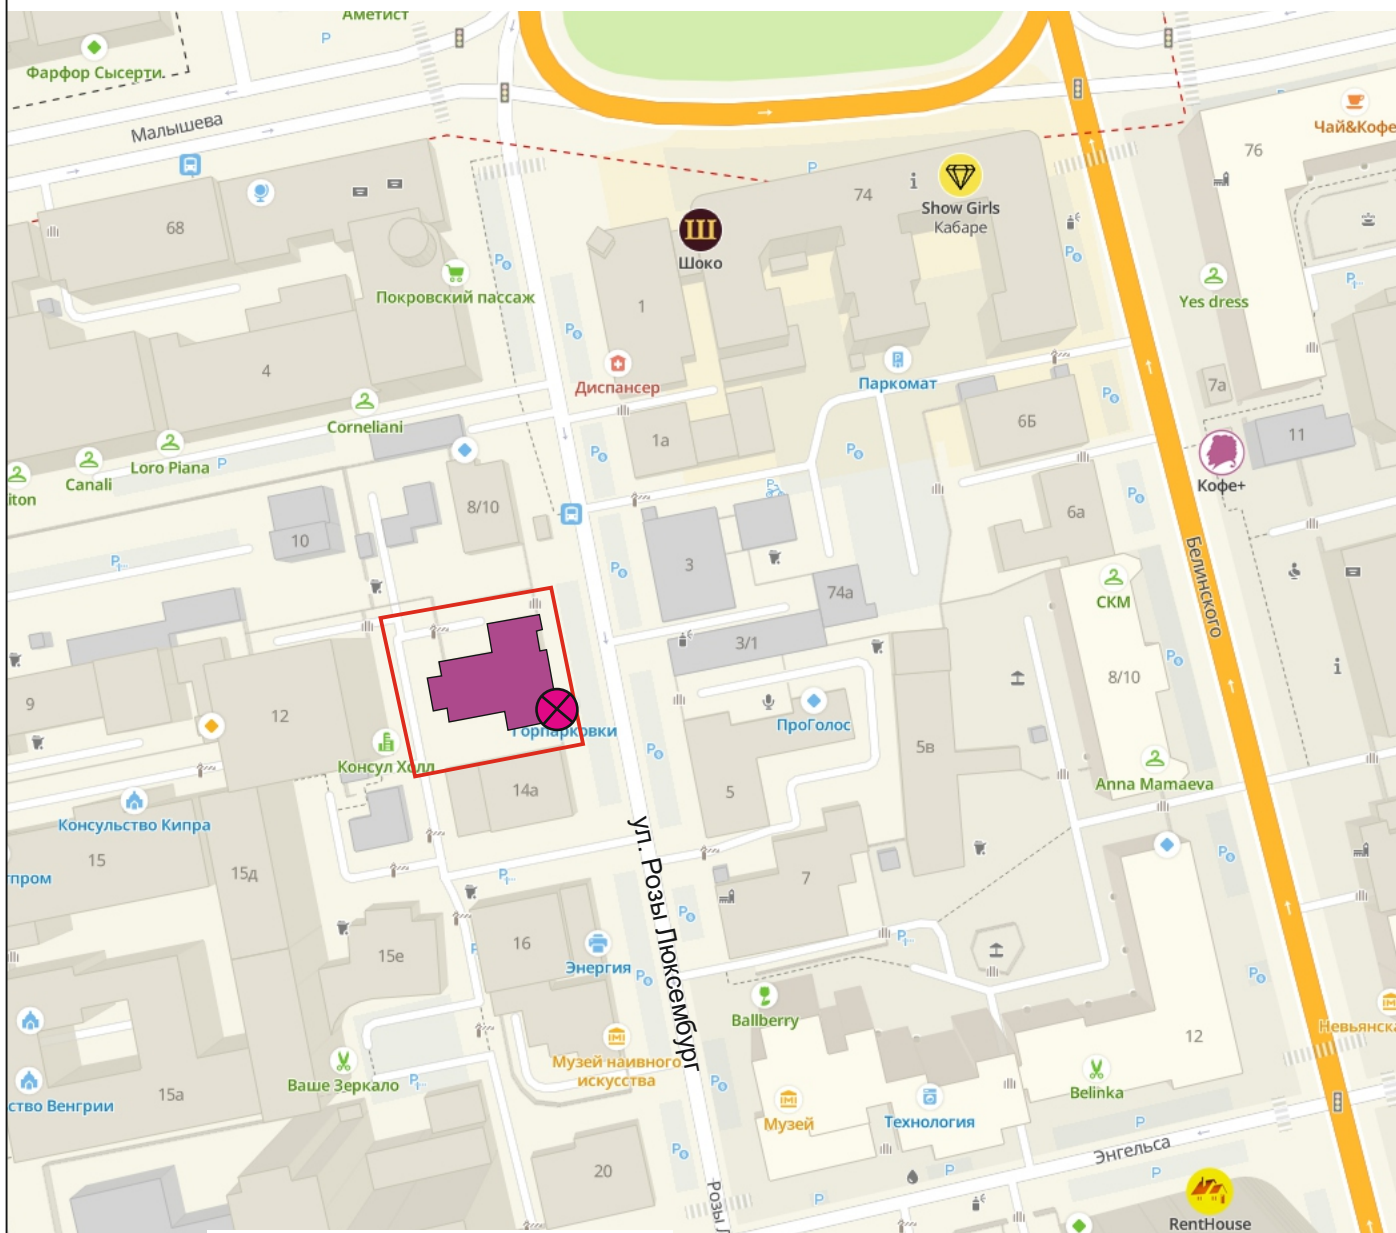 Аметист
P
Фарфор Сысерти
Малышева
Чай&Кофе
76
68
74
i
Show Girls
Кабаре
Ш
Шоко
P
Покровский пассаж
Yes dress
1
4
Диспансер
Паркомат
7а
Corneliani
6Б
11
1а
Loro Piana
P
Canali
iton
Кофе+
8/10
6а
10
3
74а
СКМ
Белинского
3/1
8/10
i
9
12
ПроГолос
Горпарковки
5в
Консул Холл
14а
5
Anna Mamaeva
Консульство Кипра
ул. Розы Люксембург
15
15д
7
гпром
16
15е
Энергия
Ballberry
Невьянска
12
Музей наивного
искусства
Ваше Зеркало
Belinka
15а
ство Венгрии
Музей
Технология
P
Энгельса
20
P
P
P
Розы Л
RentHouse